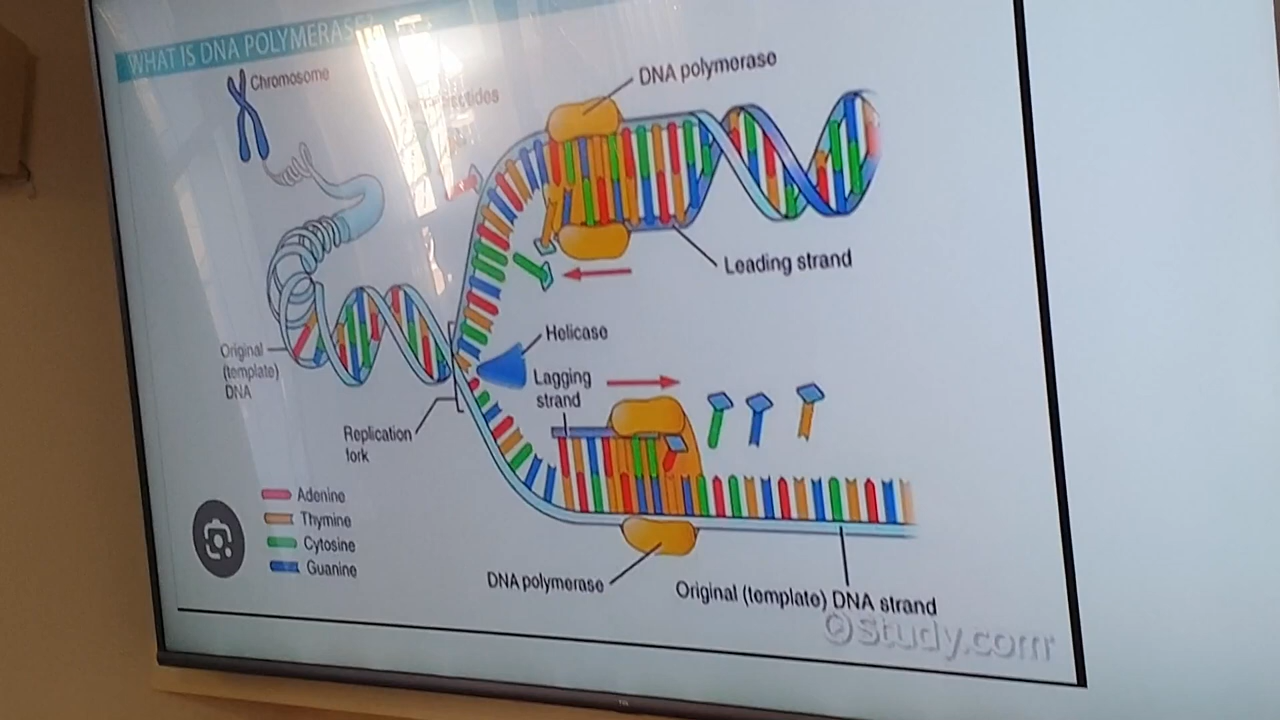 WHAT IS DNA POLYMERASE?
Chromosome
DNA polymerase
Leading strand
Helicase
Lagging
strand
Original
(template)
DNA
Replication
fork
Adenine
Thymine
Cytosine
Guanine
DNA polymerase
Original (template) DNA strand
© Study.com